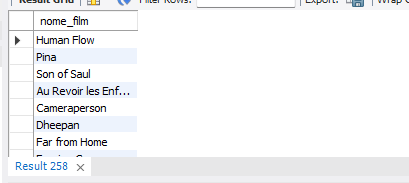 Result Grid Filter Rows: Export: Wrap C
nome_film
Human Flow
Pina
Son of Saul
Au Revoir les Enf...
Cameraperson
Dheepan
Far from Home
Result 258 ×